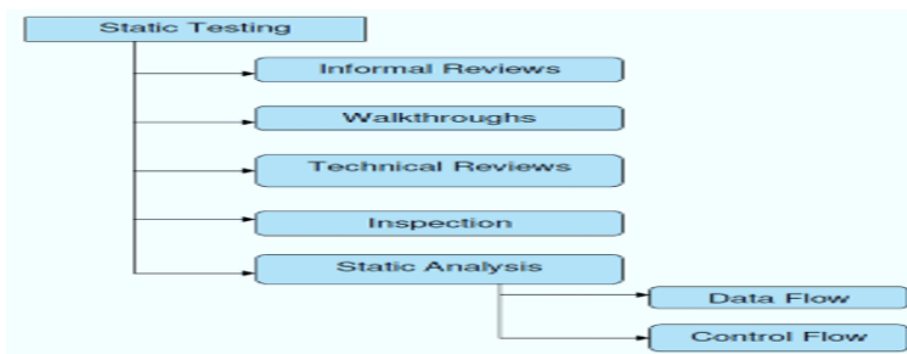 Static Testing
Informal Reviews
Walkthroughs
Technical Reviews
Inspection
Static Analysis
Data Flow
Control Flow